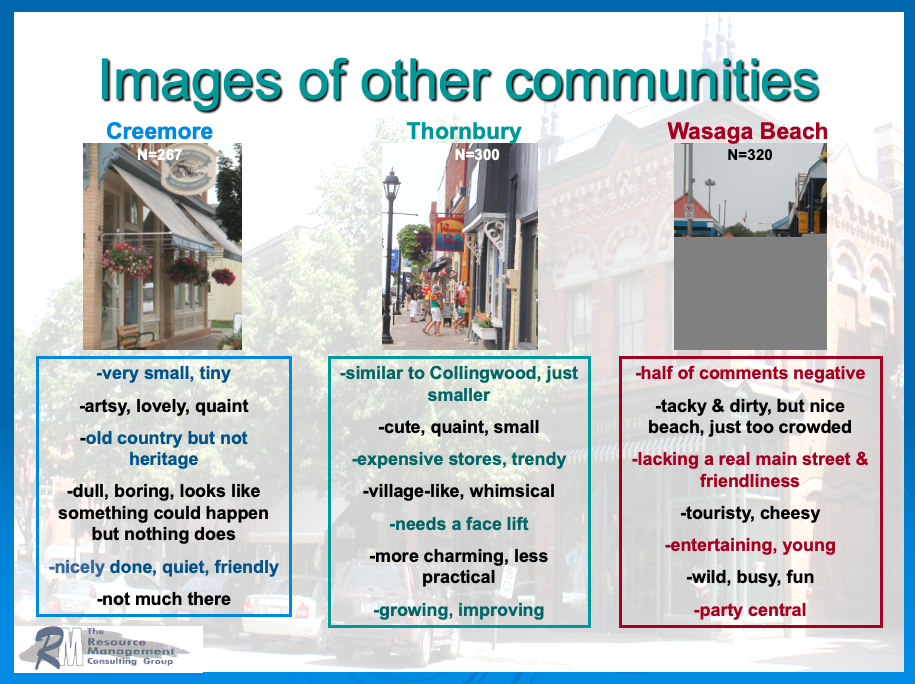 Images of other communities
Creemore
N=267
-very small, tiny
-artsy, lovely, quaint
-old country but not
heritage
-dull, boring, looks like
something could happen
but nothing does
-nicely done, quiet, friendly
-not much there
Thornbury
N=300
-similar to Collingwood, just
smaller
-cute, quaint, small
-expensive stores, trendy
-village-like, whimsical
-needs a face lift
-more charming, less
practical
-growing, improving
Wasaga Beach
N=320
-half of comments negative
-tacky & dirty, but nice
beach, just too crowded
-lacking a real main street &
friendliness
-touristy, cheesy
-entertaining, young
-wild, busy, fun
-party central
RM
The
Resource
Management
Consulting Group